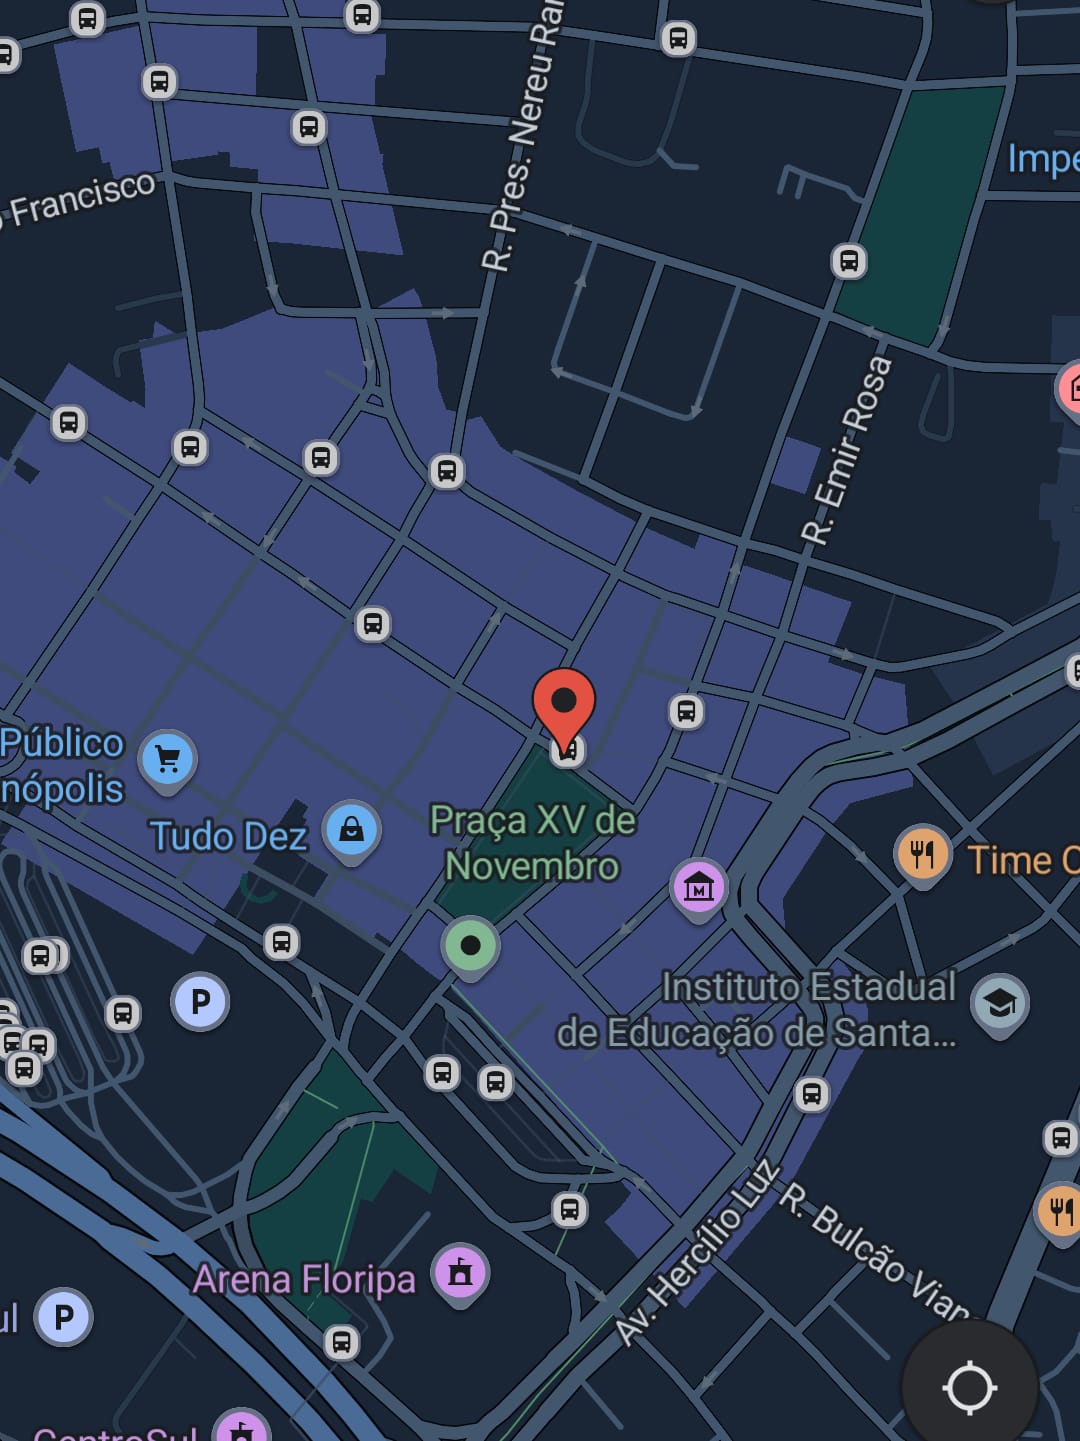 R. Pres. Nereu Ra
Impe
Francisco
R. Emir Rosa
Público
nópolis
Tudo Dez
Praça XV de
Novembro
Time C
M
Instituto Estadual
de Educação de Santa...
P
Av. Hercílio Luz
R. Bulcão Vian
Arena Floripa
P
ul
CentroSul